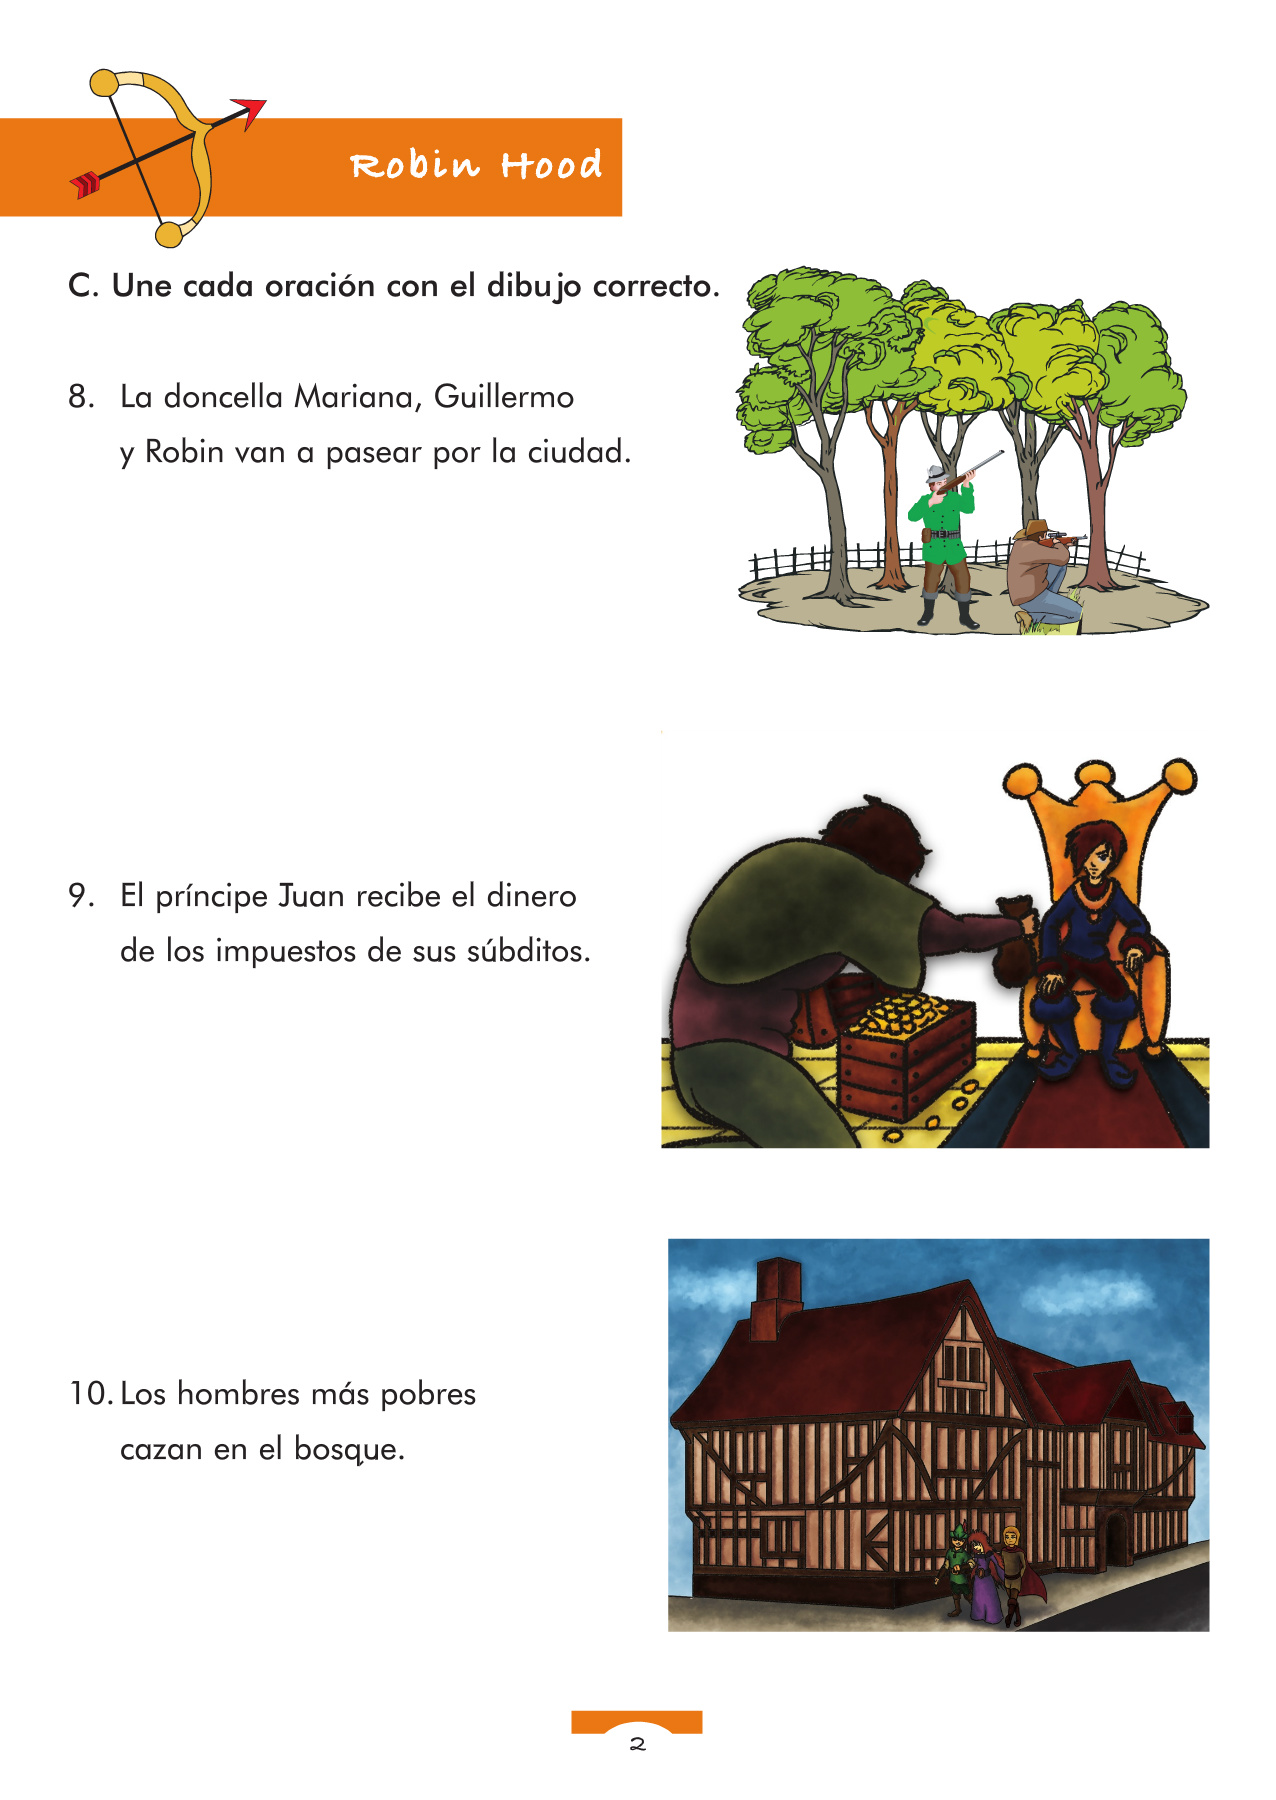 Robin Hood
C. Une cada oración con el dibujo correcto.
8. La doncella Mariana, Guillermo
y Robin van a pasear por la ciudad.
9. El príncipe Juan recibe el dinero
de los impuestos de sus súbditos.
10. Los hombres más pobres
cazan en el bosque.
2